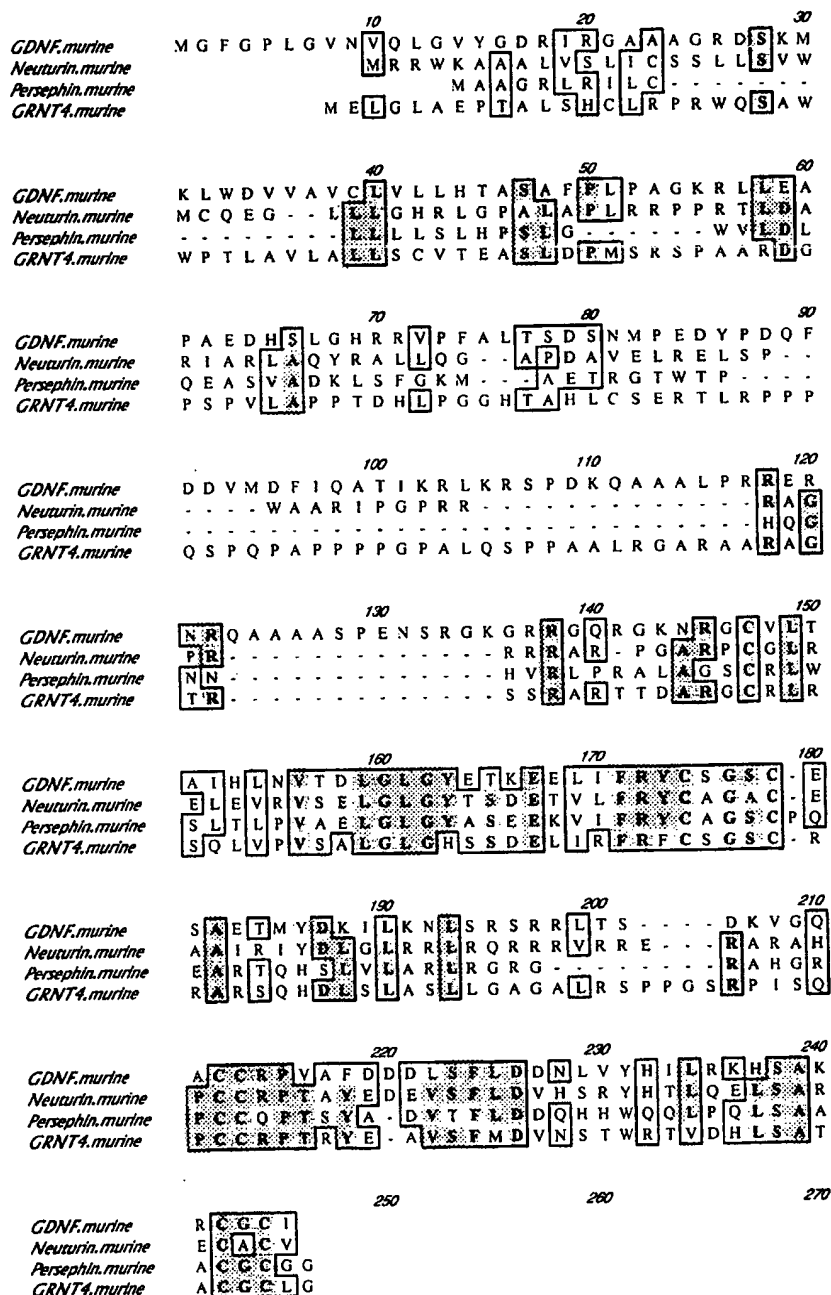 10 20 30
GDNF.murine M G F G P L G V N V Q L G V Y G D R I R G A A A G R D S K M
Neuturin.murine M R R W K A A A L V S L I C S S L L S V W
Persephin.murine M A A G R L R I L C - - - - - - -
GRNT4.murine M E L G L A E P T A L S H C L R P R W Q S A W
40 50 60
GDNF.murine K L W D V V A V C L V L L H T A S A F P L P A G K R L L E A
Neuturin.murine M C Q E G - - L L L G H R L G P A L A P L R R P P R T L D A
Persephin.murine - - - - - - - - L L L L S L H P S L G - - - - - - W V L D L
GRNT4.murine W P T L A V L A L L S C V T E A S L D P M S R S P A A R D G
70 80 90
GDNF.murine P A E D H S L G H R R V P F A L T S D S N M P E D Y P D Q F
Neuturin.murine R I A R L A Q Y R A L L Q G - - A P D A V E L R E L S P - -
Persephin.murine Q E A S V A D K L S F G K M - - - A E T R G T W T P - - - -
GRNT4.murine P S P V L A P P T D H L P G G H T A H L C S E R T L R P P P
100 110 120
GDNF.murine D D V M D F I Q A T I K R L K R S P D K Q A A A L P R R E R
Neuturin.murine - - - - W A A R I P G P R R - - - - - - - - - - - - - R A G
Persephin.murine - - - - - - - - - - - - - - - - - - - - - - - - - - - H Q G
GRNT4.murine Q S P Q P A P P P P G P A L Q S P P A A L R G A R A A R A G
130 140 150
GDNF.murine N R Q A A A A S P E N S R G K G R R G Q R G K N R G C V L T
Neuturin.murine P R - - - - - - - - - - - - - R R R A R - P G A R P C G L R
Persephin.murine N N - - - - - - - - - - - - - H V R L P R A L A G S C R L W
GRNT4.murine T R - - - - - - - - - - - - - S S R A R T T D A R G C R L R
160 170 180
GDNF.murine A I H L N V T D L G L G Y E T K E E L I F R Y C S G S C - E
Neuturin.murine E L E V R V S E L G L G Y T S D E T V L F R Y C A G A C - E
Persephin.murine S L T L P V A E L G L G Y A S E E K V I F R Y C A G S C P Q
GRNT4.murine S Q L V P V S A L G L G H S S D E L I R F R F C S G S C - R
190 200 210
GDNF.murine S A E T M Y D K I L K N L S R S R R L T S - - - - D K V G Q
Neuturin.murine A A I R I Y D L G L R R L R Q R R R V R R E - - - R A R A H
Persephin.murine E A R T Q H S L V L A R L R G R G - - - - - - - - R A H G R
GRNT4.murine R A R S Q H D L S L A S L L G A G A L R S P P G S R P I S Q
220 230 240
GDNF.murine A C C R P V A F D D D L S F L D D N L V Y H I L R K H S A K
Neuturin.murine P C C R P T A Y E D E V S F L D V H S R Y H T L Q E L S A R
Persephin.murine P C C Q P T S Y A - D V T F L D D Q H H W Q Q L P Q L S A A
GRNT4.murine P C C R P T R Y E - A V S F M D V N S T W R T V D H L S A T
250 260 270
GDNF.murine R C G C I
Neuturin.murine E C A C V
Persephin.murine A C G C G G
GRNT4.murine A C G C L G